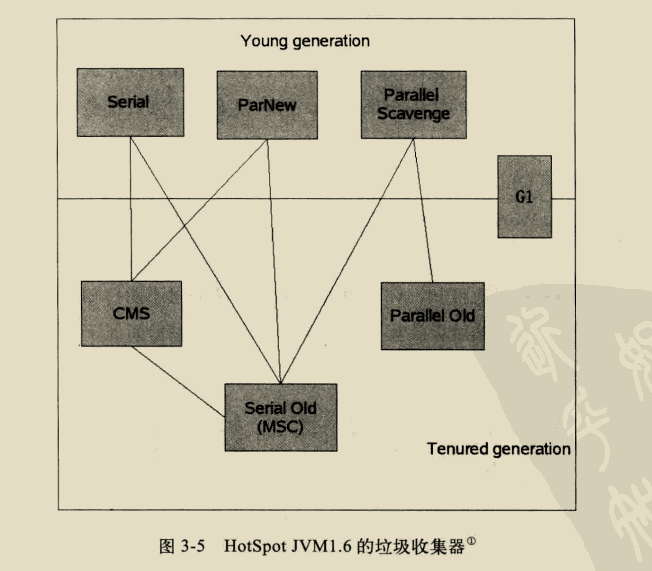 Young generation
Serial
ParNew
Parallel
Scavenge
G1
CMS
Parallel Old
Serial Old
(MSC)
Tenured generation
图 3-5 HotSpot JVM1.6 的垃圾收集器①